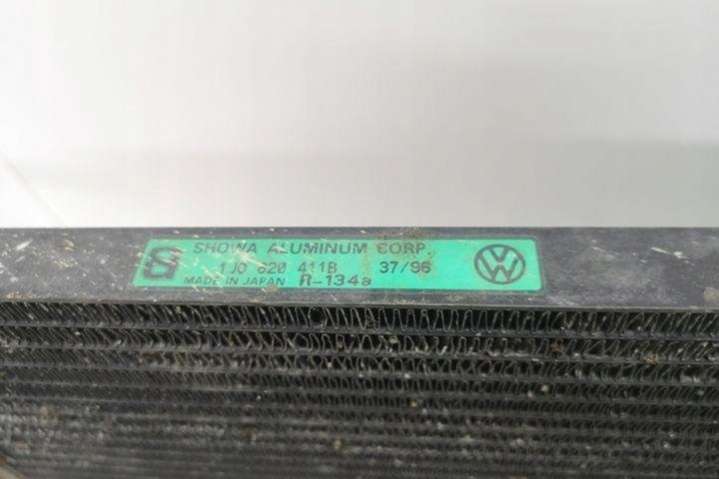 SHOWA ALUMINUM CORP.
1J0 820 411B 37/96
MADE IN JAPAN R-134a